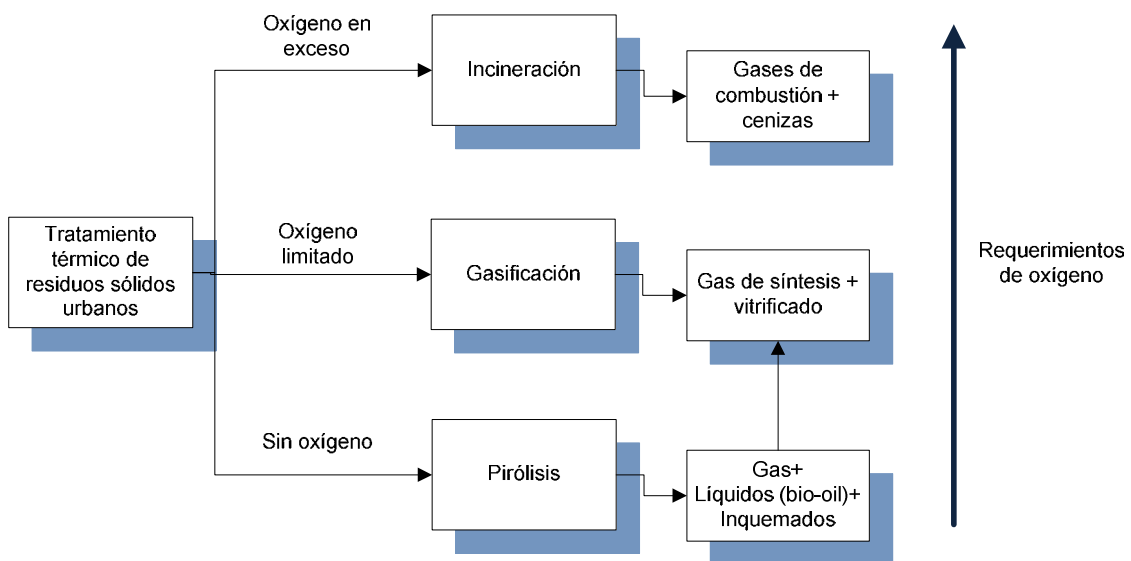 Oxígeno en
exceso
Incineración
Gases de
combustión +
cenizas
Tratamiento
térmico de
residuos sólidos
urbanos
Oxígeno
limitado
Gasificación
Gas de síntesis +
vitrificado
Requerimientos
de oxígeno
Sin oxígeno
Pirólisis
Gas+
Líquidos (bio-oil)+
Inquemados